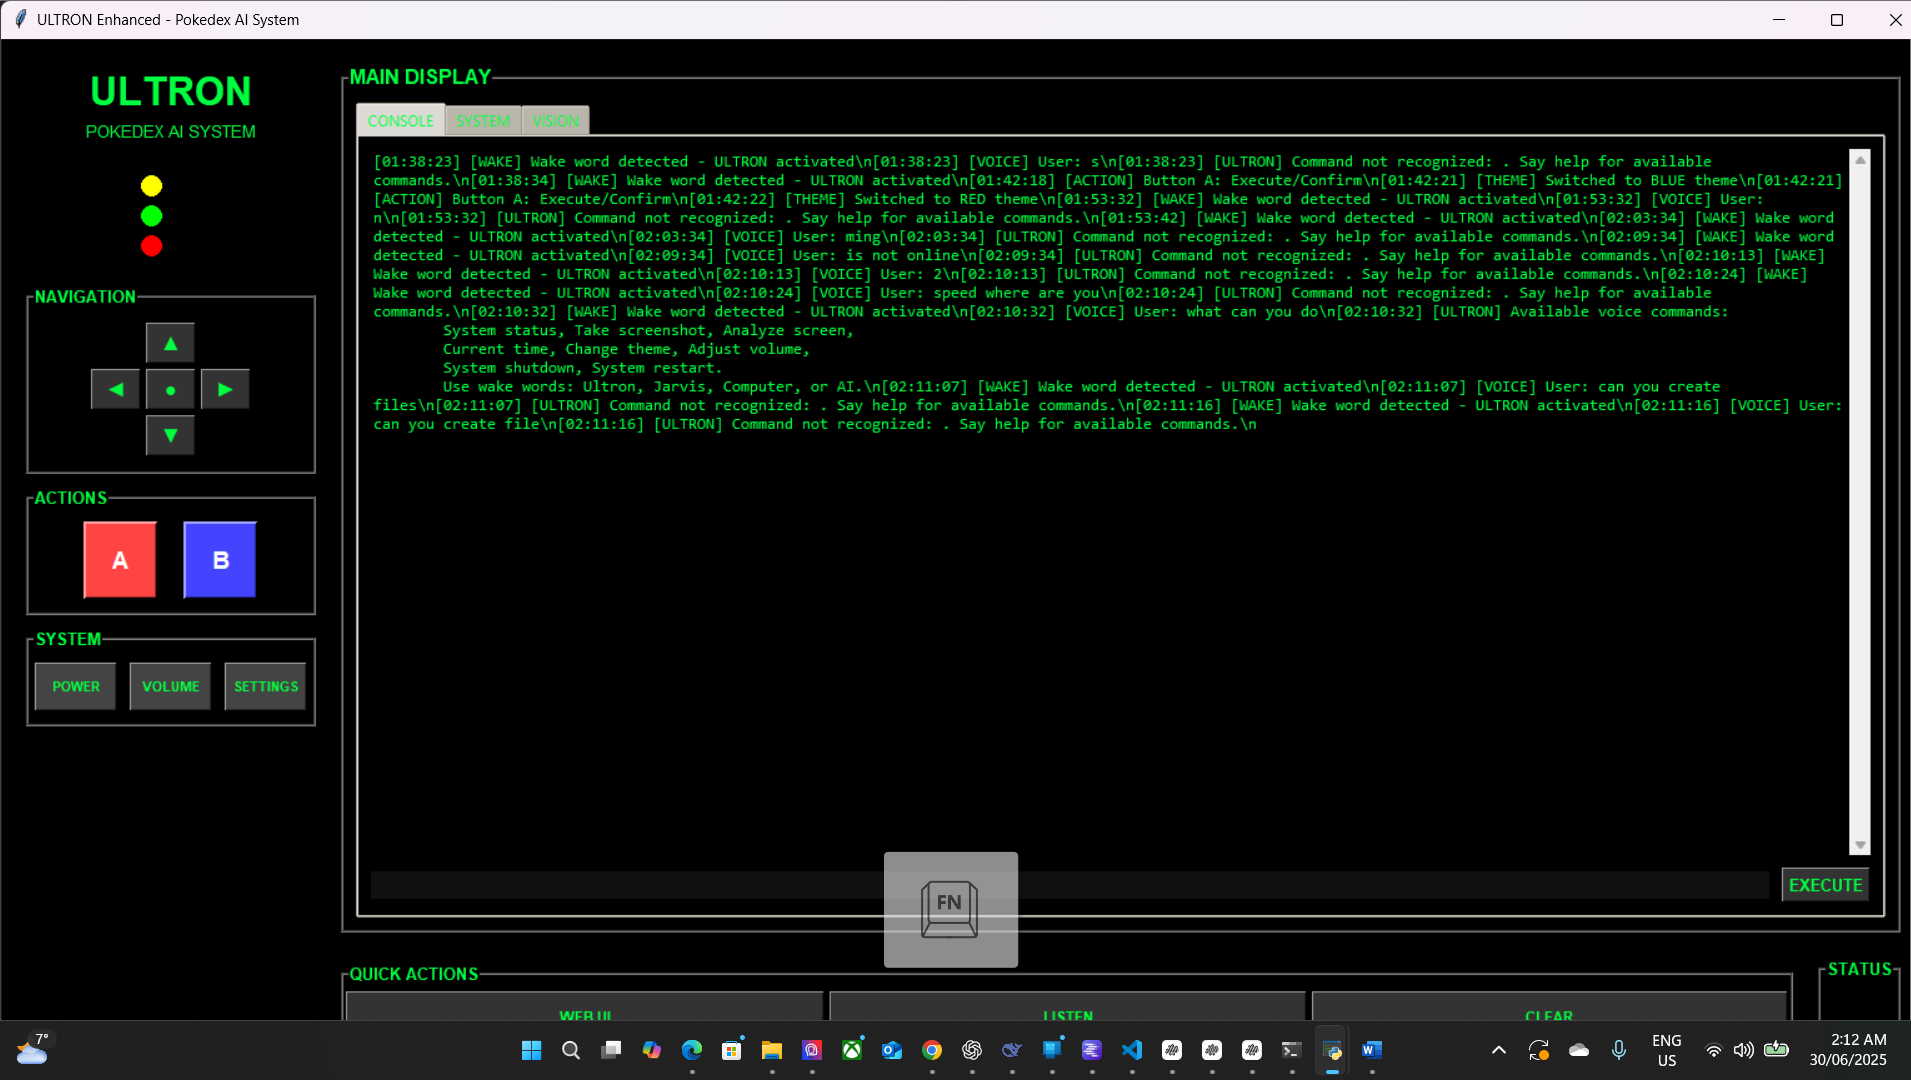 ULTRON Enhanced - Pokedex AI System
ULTRON
POKEDEX AI SYSTEM
NAVIGATION
ACTIONS
A B
SYSTEM
POWER VOLUME SETTINGS
MAIN DISPLAY
CONSOLE SYSTEM VISION
[01:38:23] [WAKE] Wake word detected - ULTRON activated\n[01:38:23] [VOICE] User: s\n[01:38:23] [ULTRON] Command not recognized: . Say help for available
commands.\n[01:38:34] [WAKE] Wake word detected - ULTRON activated\n[01:42:18] [ACTION] Button A: Execute/Confirm\n[01:42:21] [THEME] Switched to BLUE theme\n[01:42:21]
[ACTION] Button A: Execute/Confirm\n[01:42:22] [THEME] Switched to RED theme\n[01:53:32] [WAKE] Wake word detected - ULTRON activated\n[01:53:32] [VOICE] User:
n\n[01:53:32] [ULTRON] Command not recognized: . Say help for available commands.\n[01:53:42] [WAKE] Wake word detected - ULTRON activated\n[02:03:34] [WAKE] Wake word
detected - ULTRON activated\n[02:03:34] [VOICE] User: ming\n[02:03:34] [ULTRON] Command not recognized: . Say help for available commands.\n[02:09:34] [WAKE] Wake word
detected - ULTRON activated\n[02:09:34] [VOICE] User: is not online\n[02:09:34] [ULTRON] Command not recognized: . Say help for available commands.\n[02:10:13] [WAKE]
Wake word detected - ULTRON activated\n[02:10:13] [VOICE] User: 2\n[02:10:13] [ULTRON] Command not recognized: . Say help for available commands.\n[02:10:24] [WAKE]
Wake word detected - ULTRON activated\n[02:10:24] [VOICE] User: speed where are you\n[02:10:24] [ULTRON] Command not recognized: . Say help for available
commands.\n[02:10:32] [WAKE] Wake word detected - ULTRON activated\n[02:10:32] [VOICE] User: what can you do\n[02:10:32] [ULTRON] Available voice commands:
System status, Take screenshot, Analyze screen,
Current time, Change theme, Adjust volume,
System shutdown, System restart.
Use wake words: Ultron, Jarvis, Computer, or AI.\n[02:11:07] [WAKE] Wake word detected - ULTRON activated\n[02:11:07] [VOICE] User: can you create
files\n[02:11:07] [ULTRON] Command not recognized: . Say help for available commands.\n[02:11:16] [WAKE] Wake word detected - ULTRON activated\n[02:11:16] [VOICE] User:
can you create file\n[02:11:16] [ULTRON] Command not recognized: . Say help for available commands.\n
EXECUTE
FN
QUICK ACTIONS
WEB UI LISTEN CLEAR
STATUS
7°
ENG
US
2:12 AM
30/06/2025